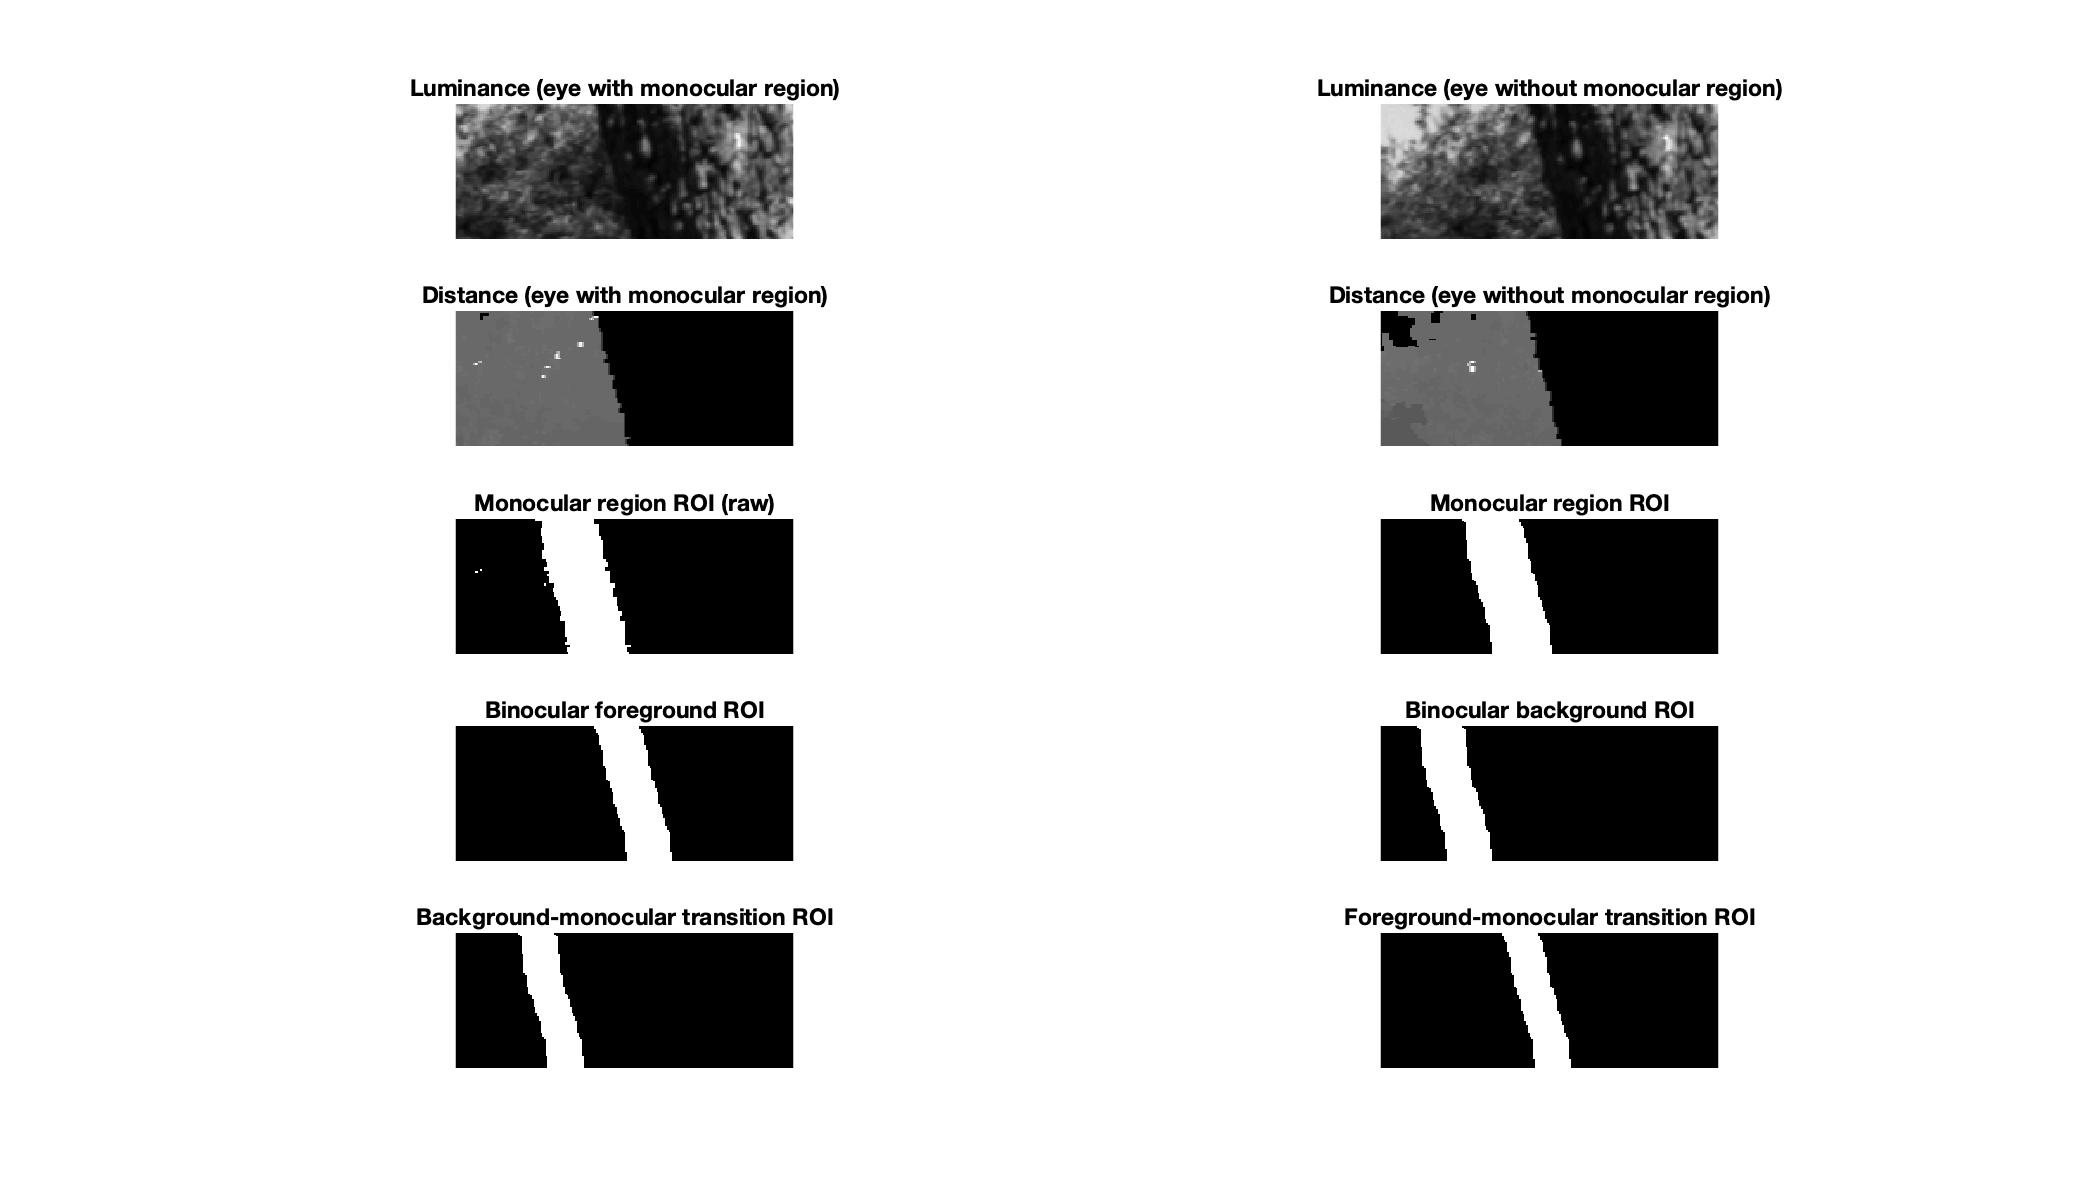 Luminance (eye with monocular region)
Luminance (eye without monocular region)
Distance (eye with monocular region)
Distance (eye without monocular region)
Monocular region ROI (raw)
Monocular region ROI
Binocular foreground ROI
Binocular background ROI
Background-monocular transition ROI
Foreground-monocular transition ROI